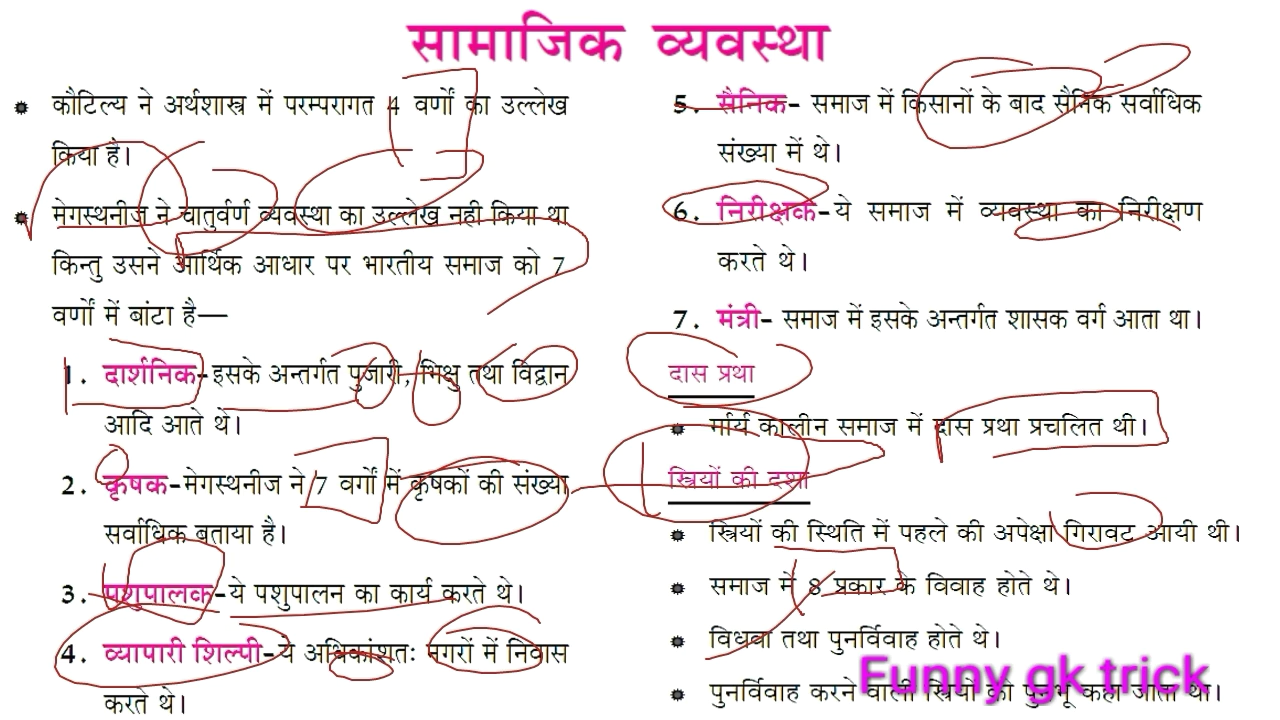 सामाजिक व्यवस्था
कौटिल्य ने अर्थशास्त्र में परम्परागत 4 वर्णों का उल्लेख
किया है।
मेगस्थनीज ने चातुर्वर्ण व्यवस्था का उल्लेख नही किया था
किन्तु उसने आर्थिक आधार पर भारतीय समाज को 7
वर्णों में बांटा है—
1. दार्शनिक-इसके अन्तर्गत पुजारी, भिक्षु तथा विद्वान
आदि आते थे।
2. कृषक-मेगस्थनीज ने 7 वर्गों में कृषकों की संख्या
सर्वाधिक बताया है।
3. पशुपालक-ये पशुपालन का कार्य करते थे।
4. व्यापारी शिल्पी-ये अधिकांशतः नगरों में निवास
करते थे।
5. सैनिक- समाज में किसानों के बाद सैनिक सर्वाधिक
संख्या में थे।
6. निरीक्षक-ये समाज में व्यवस्था का निरीक्षण
करते थे।
7. मंत्री- समाज में इसके अन्तर्गत शासक वर्ग आता था।
दास प्रथा
र्मार्य कालीन समाज में दास प्रथा प्रचलित थी।
स्त्रियों की दशा
स्त्रियों की स्थिति में पहले की अपेक्षा गिरावट आयी थी।
समाज में 8 प्रकार के विवाह होते थे।
विधवा तथा पुनर्विवाह होते थे।
पुनर्विवाह करने वाली स्त्रियों को पुनर्भू कहा जाता था।
Funny gk trick